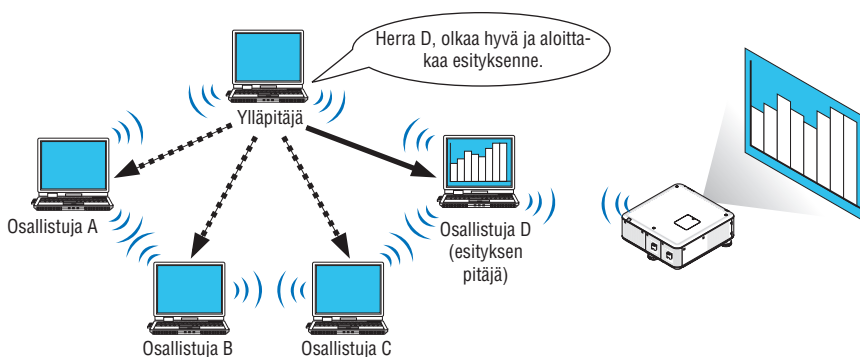 Herra D, olkaa hyvä ja aloitta-
kaa esityksenne.
Ylläpitäjä
Osallistuja A
Osallistuja D
(esityksen
pitäjä)
Osallistuja B
Osallistuja C